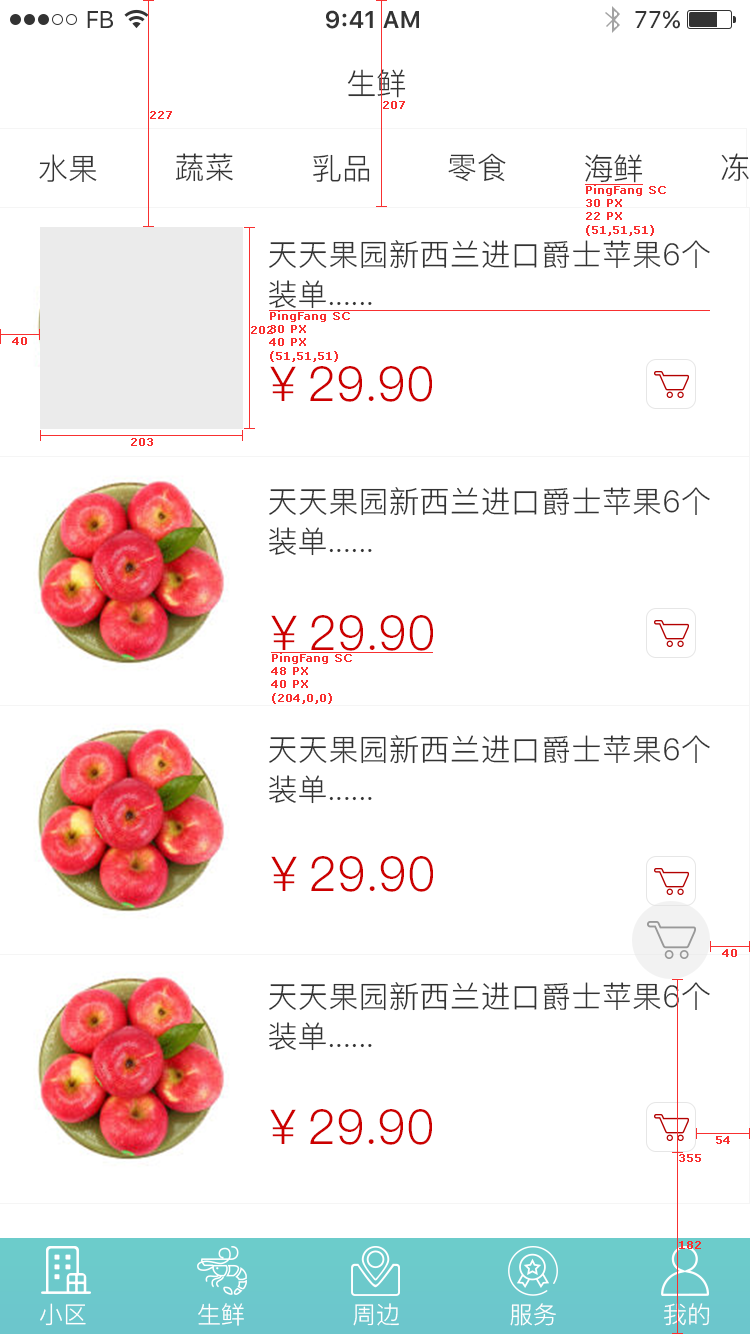 FB 9:41 AM 77%
生鲜
227
207
水果 蔬菜 乳品 零食 海鲜 冻
PingFang SC
30 PX
22 PX
(51,51,51)
天天果园新西兰进口爵士苹果6个
装单......
PingFang SC
30 PX
40 PX
(51,51,51)
202
40
¥ 29.90
203
天天果园新西兰进口爵士苹果6个
装单......
¥ 29.90
PingFang SC
48 PX
40 PX
(204,0,0)
天天果园新西兰进口爵士苹果6个
装单......
¥ 29.90
40
天天果园新西兰进口爵士苹果6个
装单......
¥ 29.90
54
355
182
小区 生鲜 周边 服务 我的